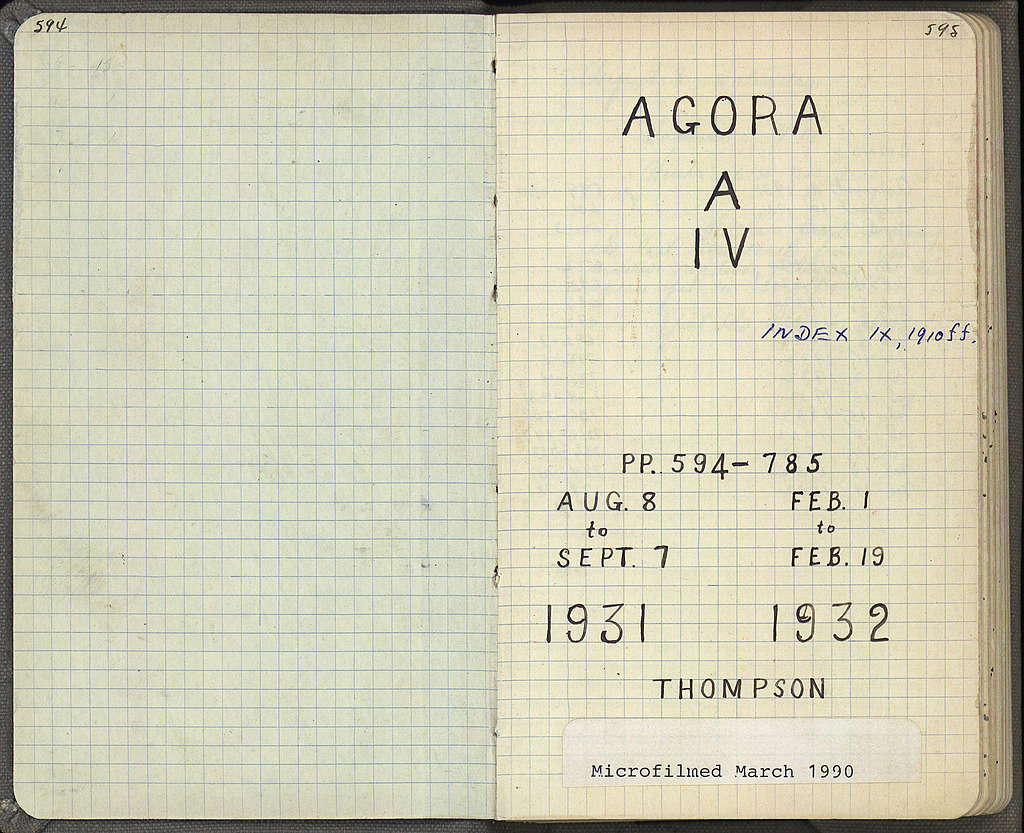 594
595
AGORA
A
IV
INDEX IX, 1910ff.
PP. 594-785
AUG. 8 FEB. 1
to to
SEPT. 7 FEB. 19
1931 1932
THOMPSON
Microfilmed March 1990